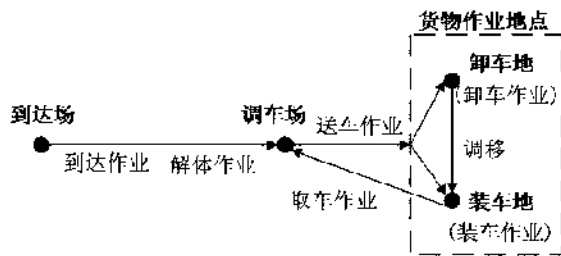 货物作业地点
卸车地
(卸车作业)
到达场
调车场
送车作业
到达作业
解体作业
调移
取车作业
装车地
(装车作业)